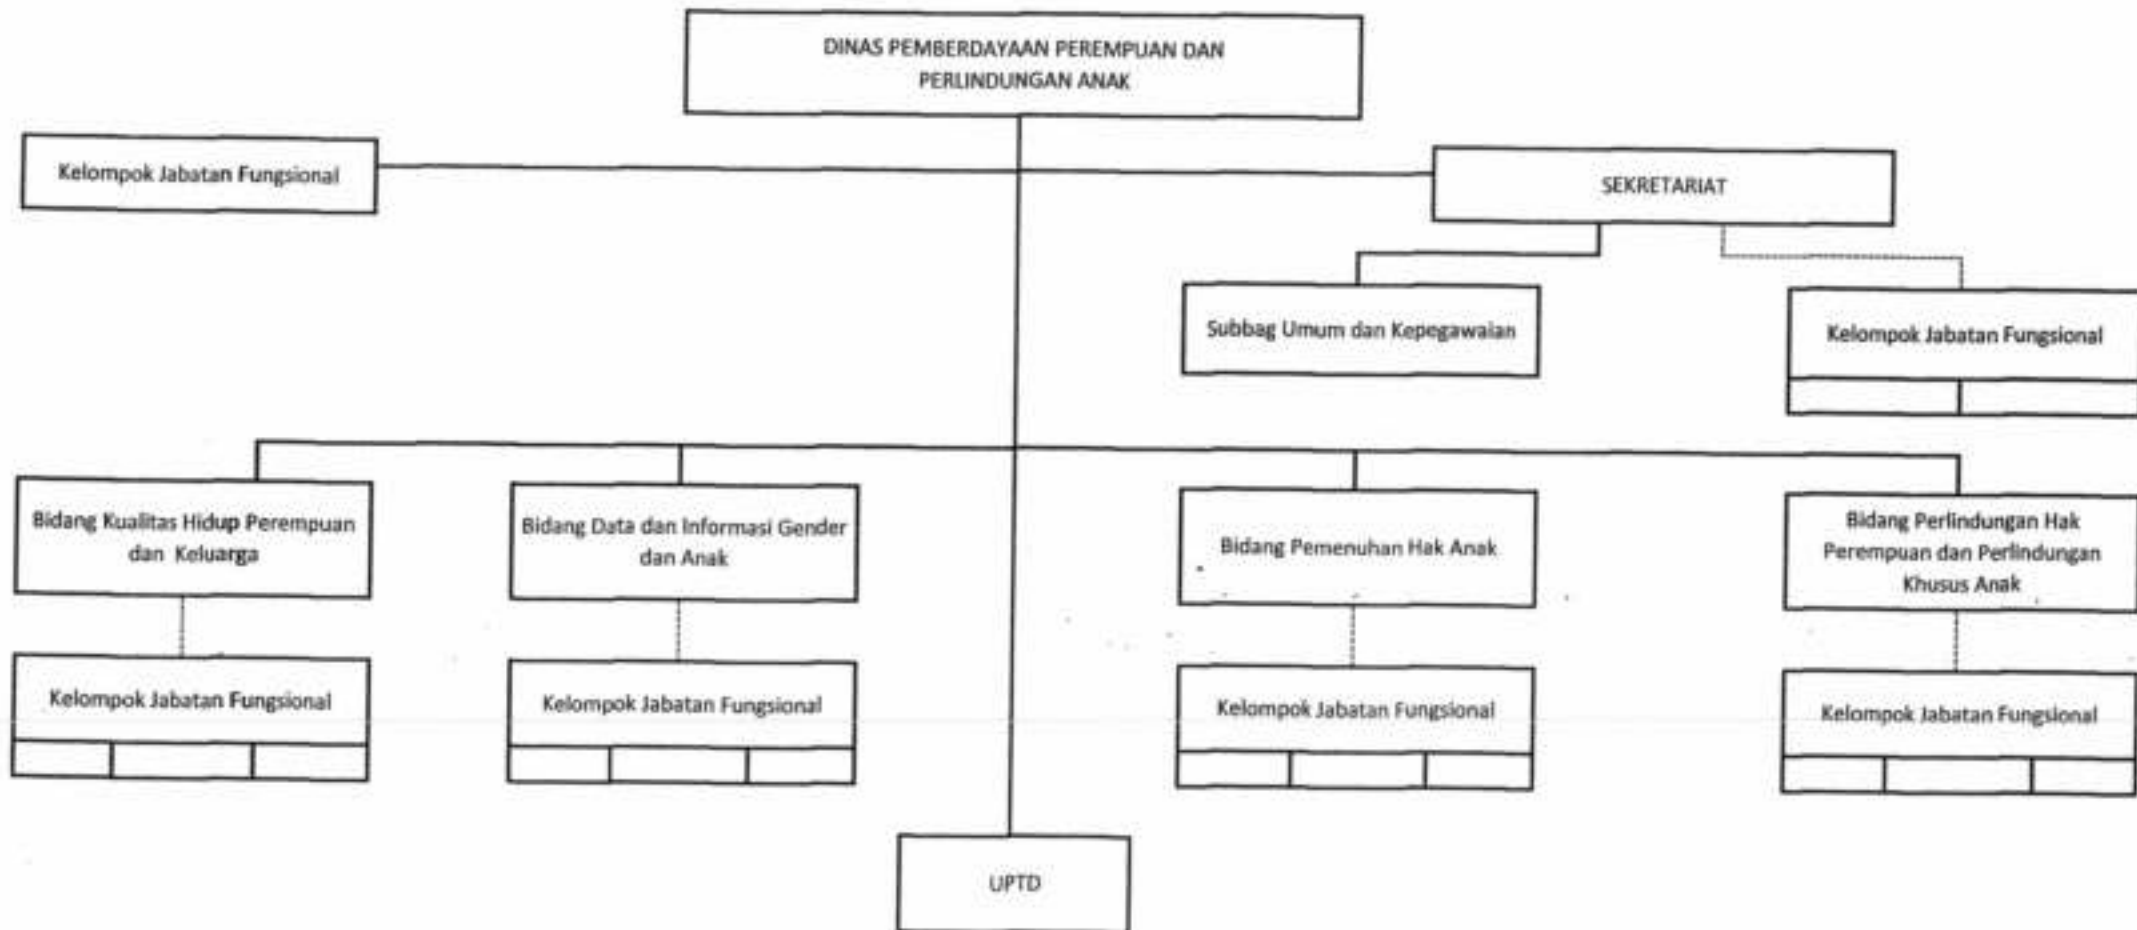 DINAS PEMBERDAYAAN PEREMPUAN DAN
PERLINDUNGAN ANAK
Kelompok Jabatan Fungsional
SEKRETARIAT
Subbag Umum dan Kepegawaian
Kelompok Jabatan Fungsional
Bidang Kualitas Hidup Perempuan
dan Keluarga
Bidang Data dan Informasi Gender
dan Anak
Bidang Pemenuhan Hak Anak
Bidang Perlindungan Hak
Perempuan dan Perlindungan
Khusus Anak
Kelompok Jabatan Fungsional
Kelompok Jabatan Fungsional
Kelompok Jabatan Fungsional
Kelompok Jabatan Fungsional
UPTD